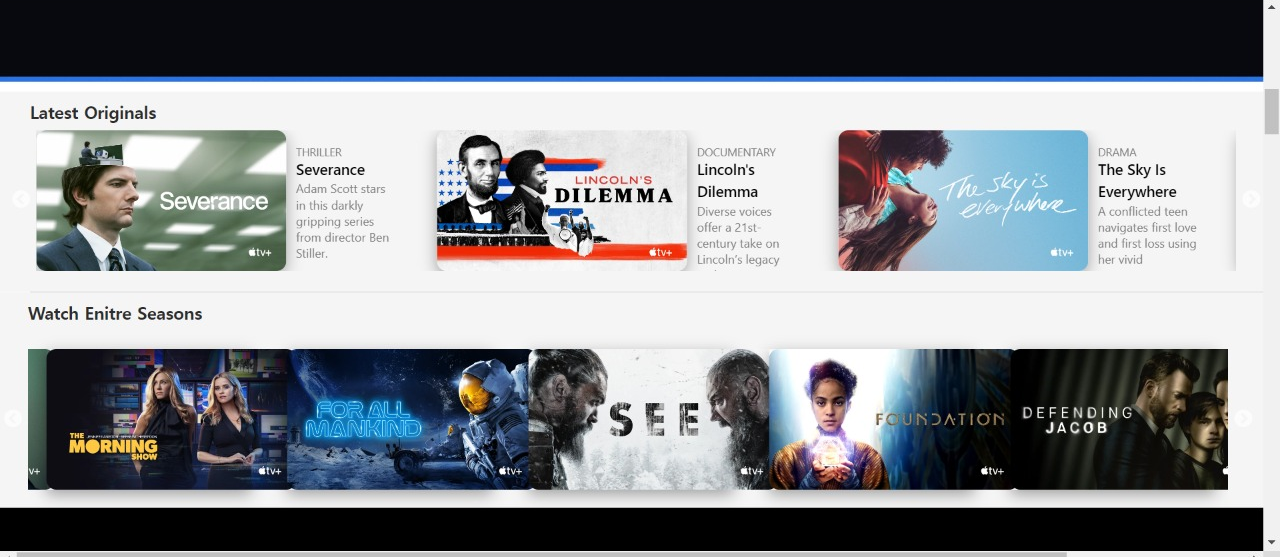 Latest Originals
Severance
tv+
THRILLER
Severance
Adam Scott stars
in this darkly
gripping series
from director Ben
Stiller.
LINCOLN'S
DILEMMA
tv+
DOCUMENTARY
Lincoln's
Dilemma
Diverse voices
offer a 21st-
century take on
Lincoln's legacy
The sky is
everywhere
tv+
DRAMA
The Sky Is
Everywhere
A conflicted teen
navigates first love
and first loss using
her vivid
Watch Enitre Seasons
v+
THE
MORNING
SHOW
FOR ALL
MANKIND
tv+
SEE
tv+
FOUNDATION
tv+
DEFENDING
JACOB